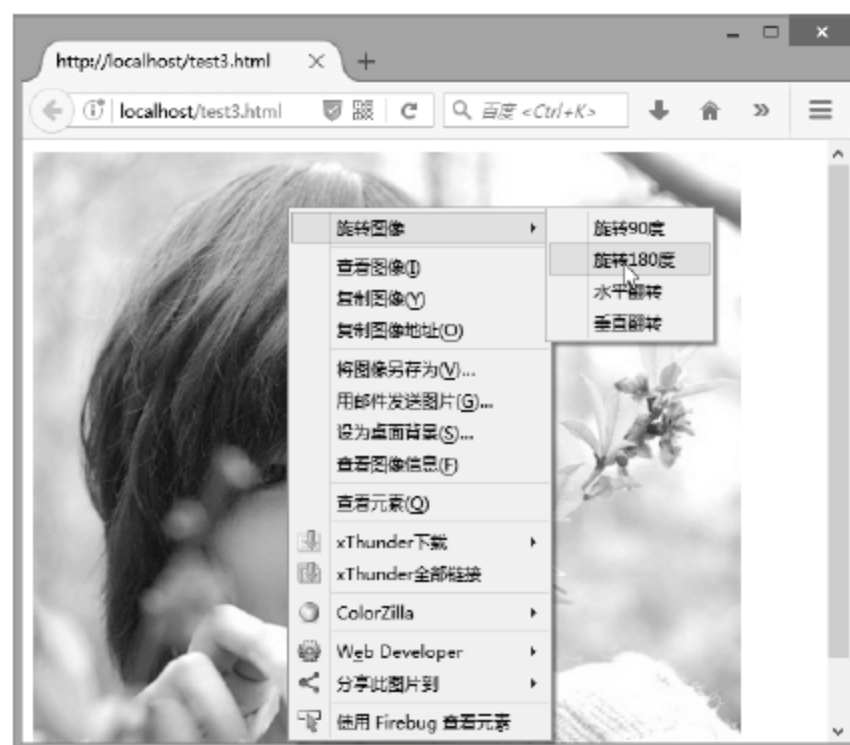 http://localhost/test3.html
localhost/test3.html
百度 <Ctrl+K>
旋转图像
旋转90度
旋转180度
水平翻转
垂直翻转
查看图像(I)
复制图像(Y)
复制图像地址(O)
将图像另存为(V)...
用邮件发送图片(G)...
设为桌面背景(S)...
查看图像信息(F)
查看元素(Q)
xThunder下载
xThunder全部链接
ColorZilla
Web Developer
分享此图片到
使用 Firebug 查看元素